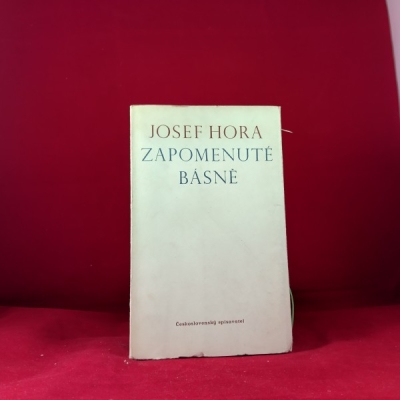 JOSEF HORA
ZAPOMENUTÉ
BÁSNĚ
Československý spisovatel